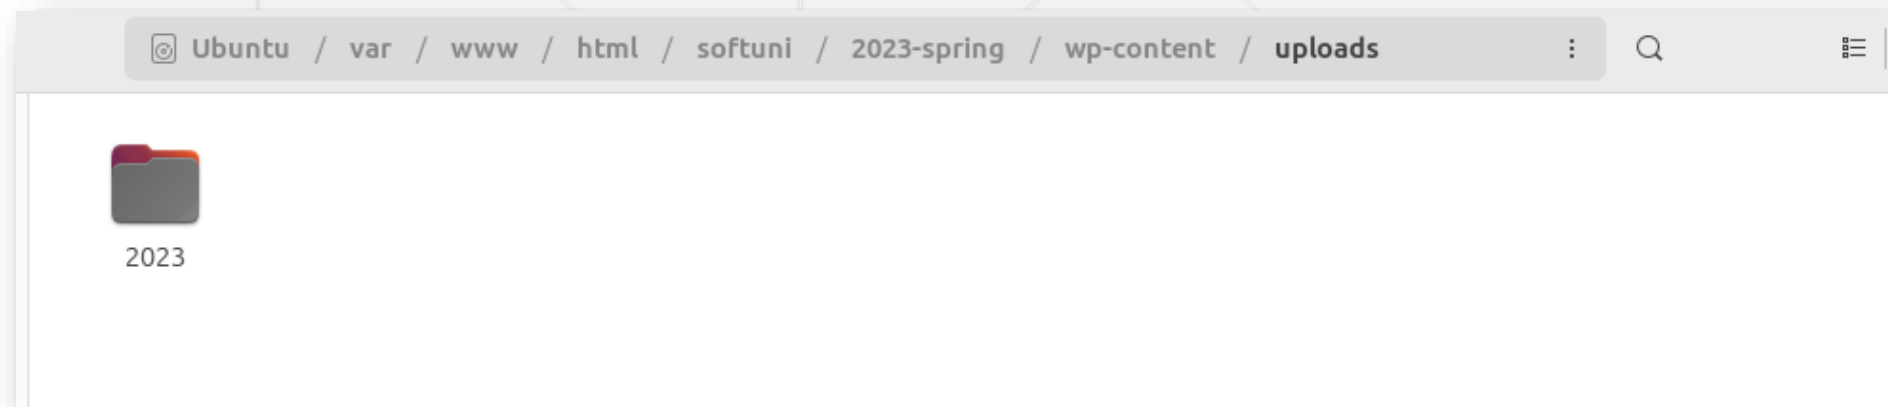 Ubuntu / var / www / html / softuni / 2023-spring / wp-content / uploads
2023